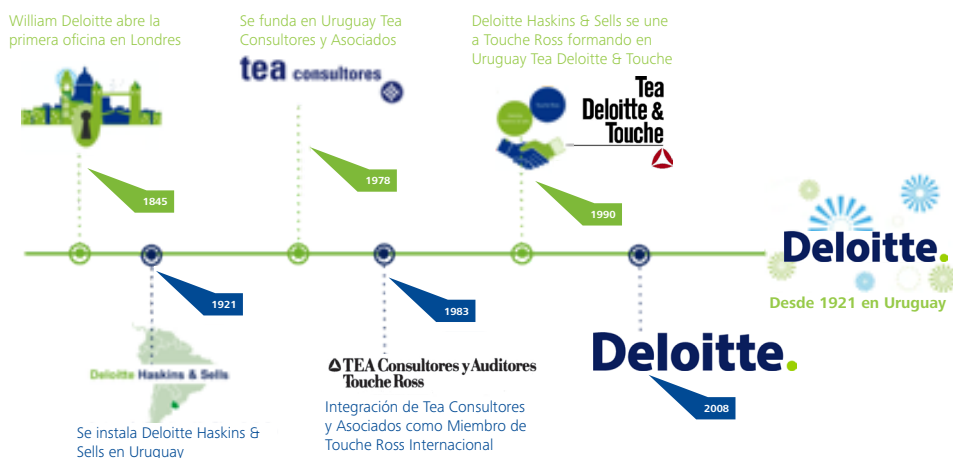 William Deloitte abre la
primera oficina en Londres
Se funda en Uruguay Tea
Consultores y Asociados
tea consultores
Deloitte Haskins & Sells se une
a Touche Ross formando en
Uruguay Tea Deloitte & Touche
Tea
Deloitte &
Touche
1845
1978
1990
Deloitte.
Desde 1921 en Uruguay
1921
1983
2008
Deloitte Haskins & Sells
Se instala Deloitte Haskins &
Sells en Uruguay
TEA Consultores y Auditores
Touche Ross
Integración de Tea Consultores
y Asociados como Miembro de
Touche Ross Internacional
Deloitte.